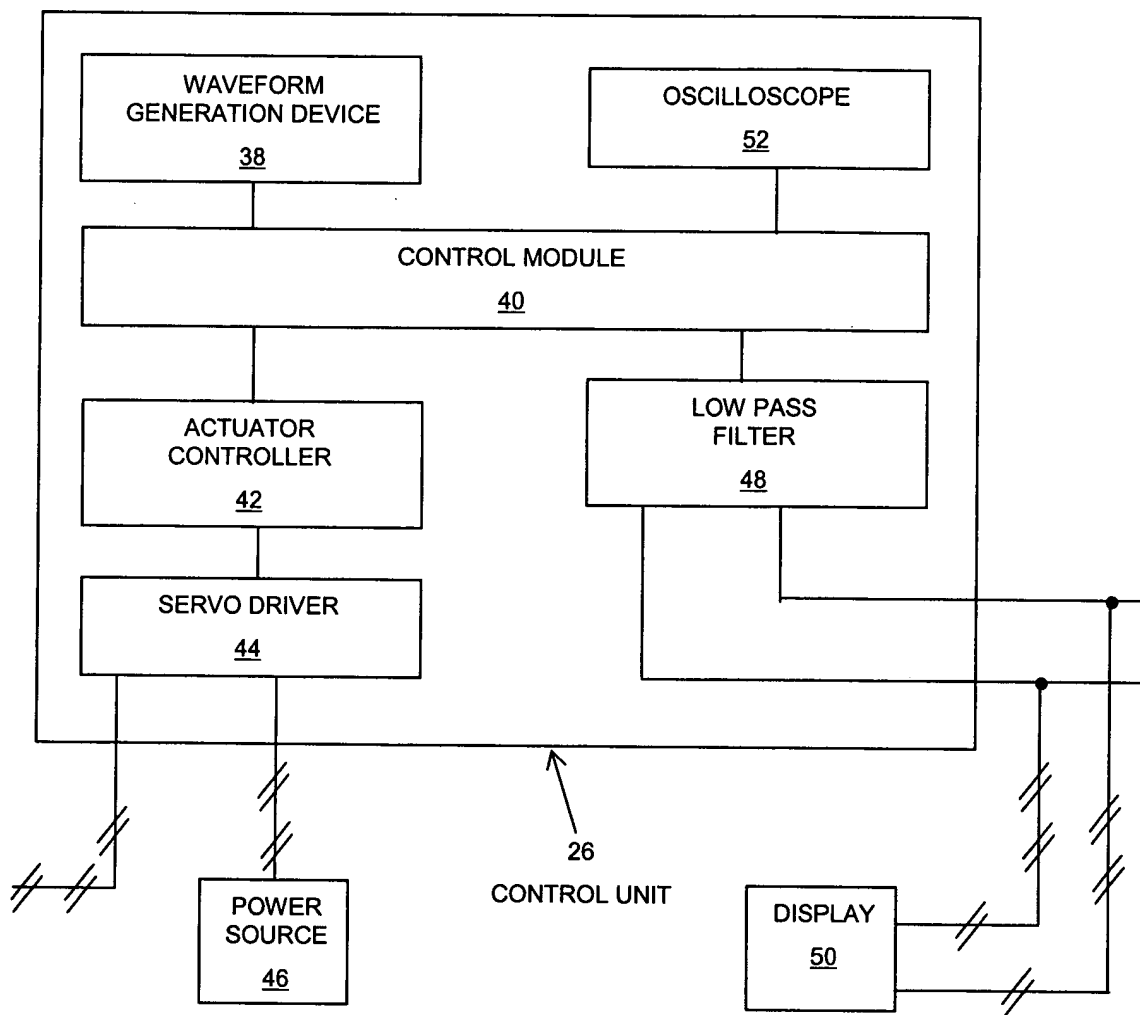 WAVEFORM
GENERATION DEVICE
38
OSCILLOSCOPE
52
CONTROL MODULE
40
ACTUATOR
CONTROLLER
42
LOW PASS
FILTER
48
SERVO DRIVER
44
26
CONTROL UNIT
POWER
SOURCE
46
DISPLAY
50